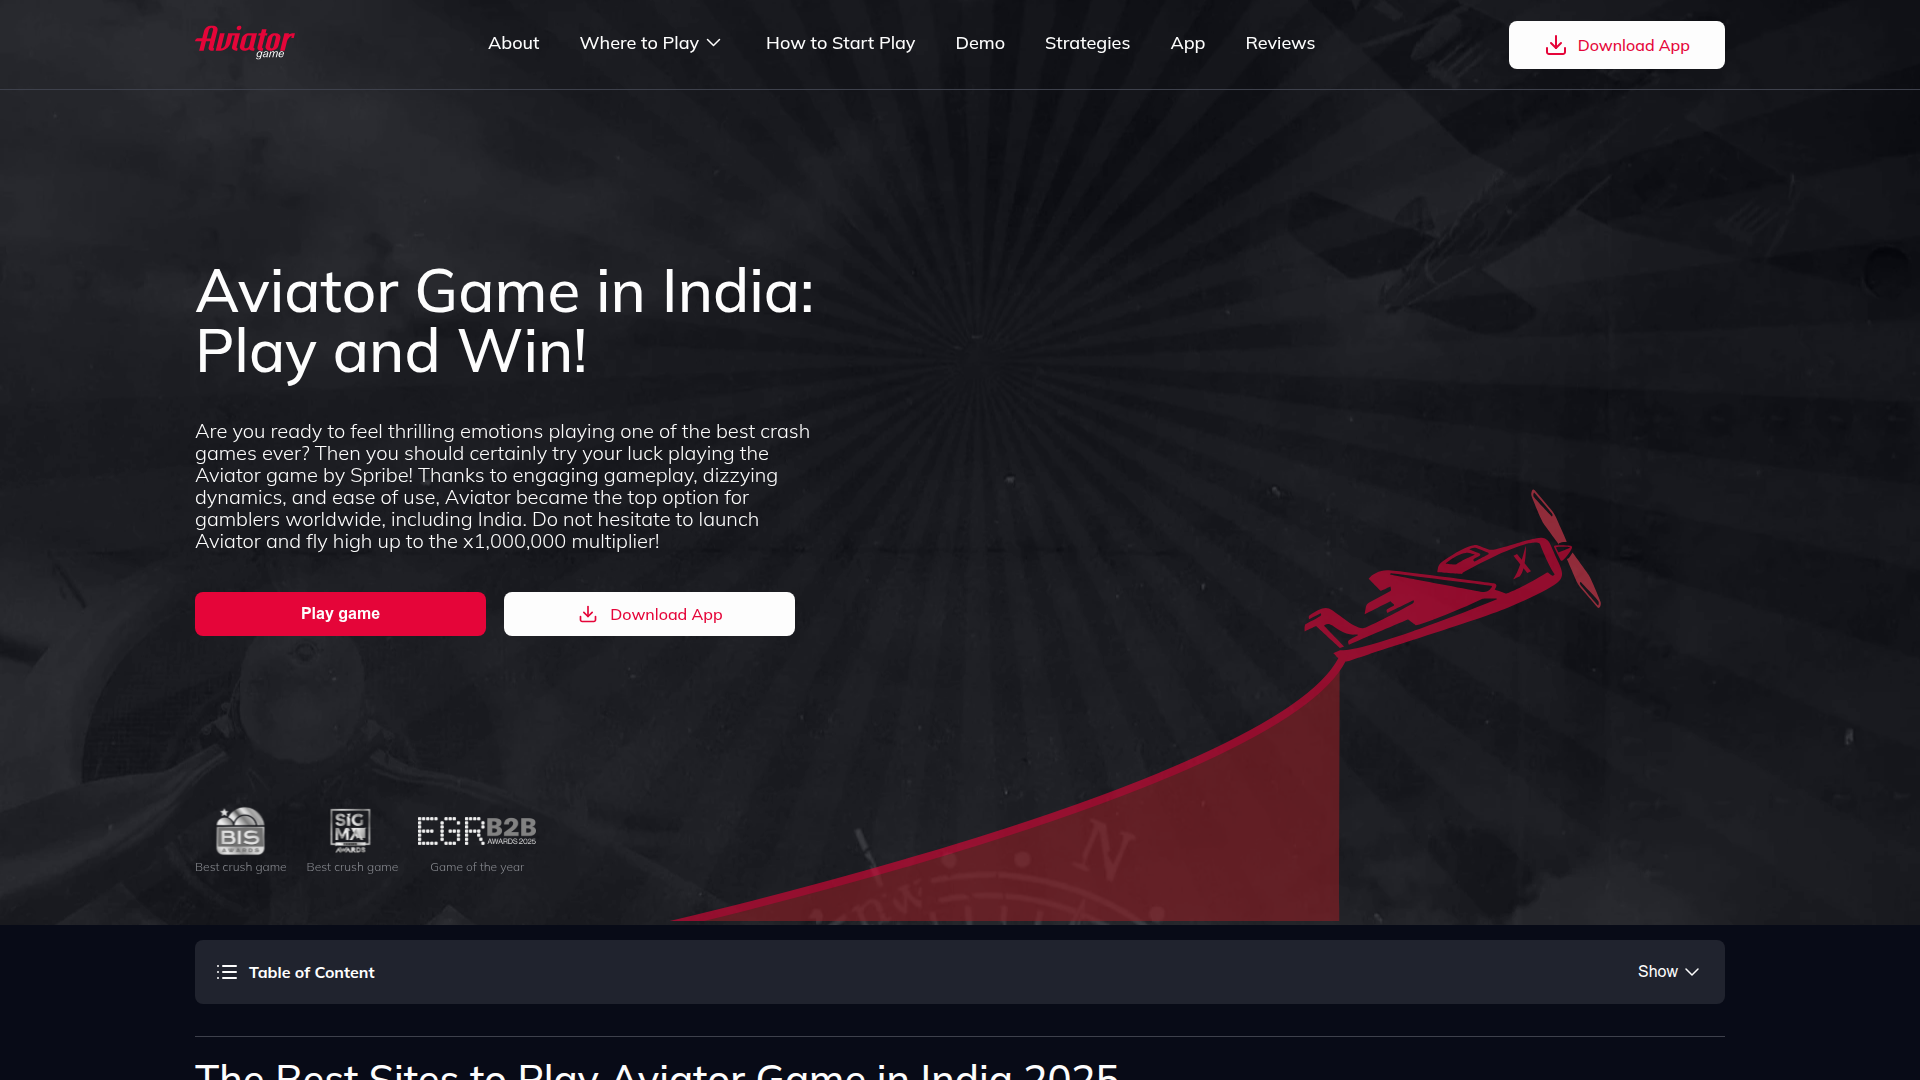 Aviator
game
About
Where to Play
How to Start Play
Demo
Strategies
App
Reviews
Download App
Aviator Game in India:
Play and Win!
Are you ready to feel thrilling emotions playing one of the best crash
games ever? Then you should certainly try your luck playing the
Aviator game by Spribe! Thanks to engaging gameplay, dizzying
dynamics, and ease of use, Aviator became the top option for
gamblers worldwide, including India. Do not hesitate to launch
Aviator and fly high up to the x1,000,000 multiplier!
Play game
Download App
BIS
AWARDS
Best crush game
SiG
MA
AWARDS
Best crush game
EGR B2B
AWARDS 2025
Game of the year
N
Table of Content
Show
The Best Sites to Play Aviator Game in India 2025